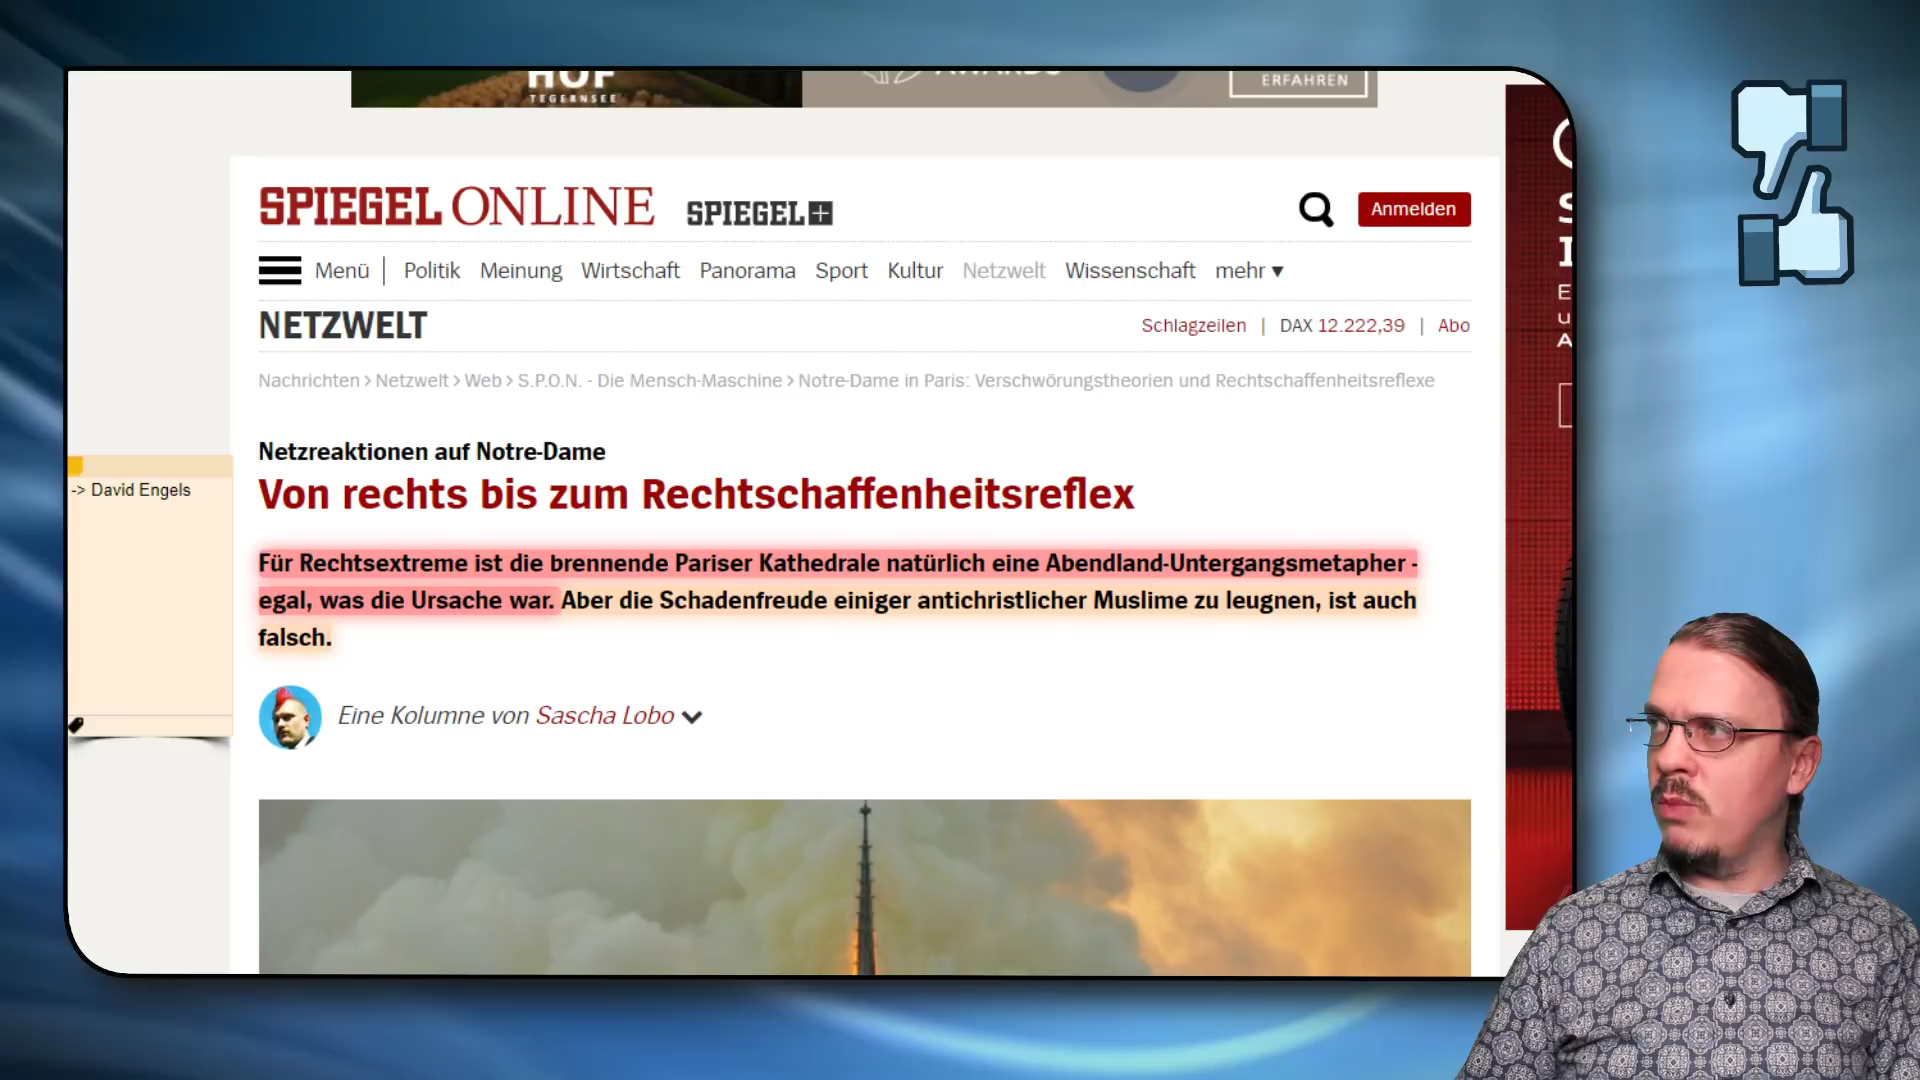 HOF
TEGERNSEE
AWARDS
ERFAHREN
SPIEGEL ONLINE SPIEGEL+
Anmelden
Menü Politik Meinung Wirtschaft Panorama Sport Kultur Netzwelt Wissenschaft mehr ▼
NETZWELT
Schlagzeilen | DAX 12.222,39 | Abo
Nachrichten > Netzwelt > Web > S.P.O.N. - Die Mensch-Maschine > Notre-Dame in Paris: Verschwörungstheorien und Rechtschaffenheitsreflexe
Netzreaktionen auf Notre-Dame
-> David Engels
Von rechts bis zum Rechtschaffenheitsreflex
Für Rechtsextreme ist die brennende Pariser Kathedrale natürlich eine Abendland-Untergangsmetapher -
egal, was die Ursache war. Aber die Schadenfreude einiger antichristlicher Muslime zu leugnen, ist auch
falsch.
Eine Kolumne von Sascha Lobo